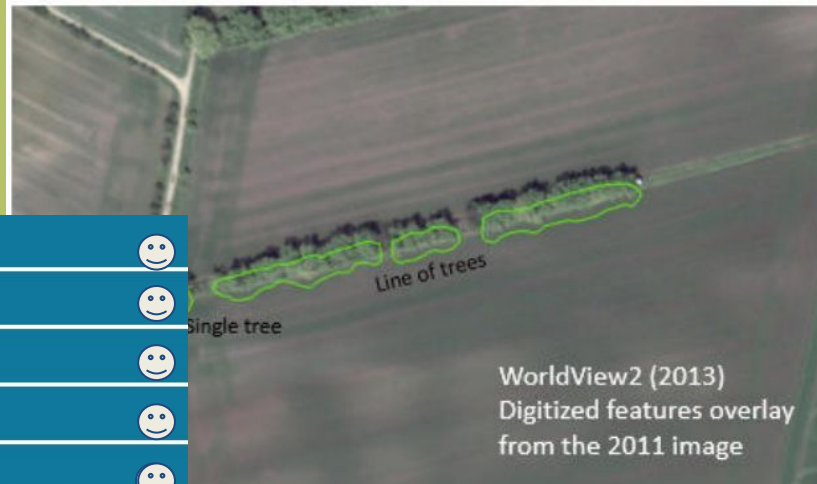 Line of trees
Single tree
WorldView2 (2013)
Digitized features overlay
from the 2011 image